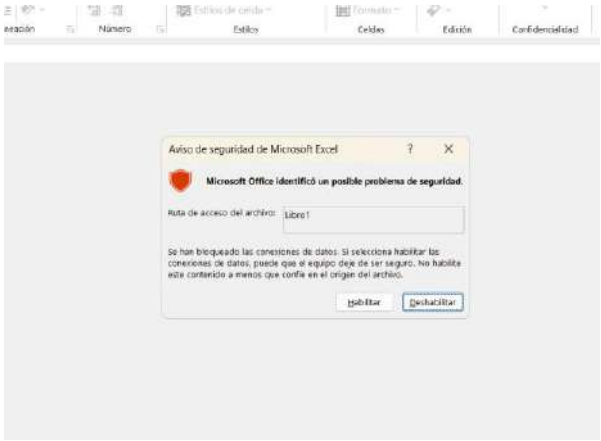 Estilos de celda
Formato
Número
Estilos
Celdas
Edición
Confidencialidad
Aviso de seguridad de Microsoft Excel ? X
Microsoft Office identificó un posible problema de seguridad.
Ruta de acceso del archivo: Libro1
Se han bloqueado las conexiones de datos. Si selecciona habilitar las
conexiones de datos, puede que el equipo deje de ser seguro. No habilite
este contenido a menos que confíe en el origen del archivo.
Habilitar Deshabilitar